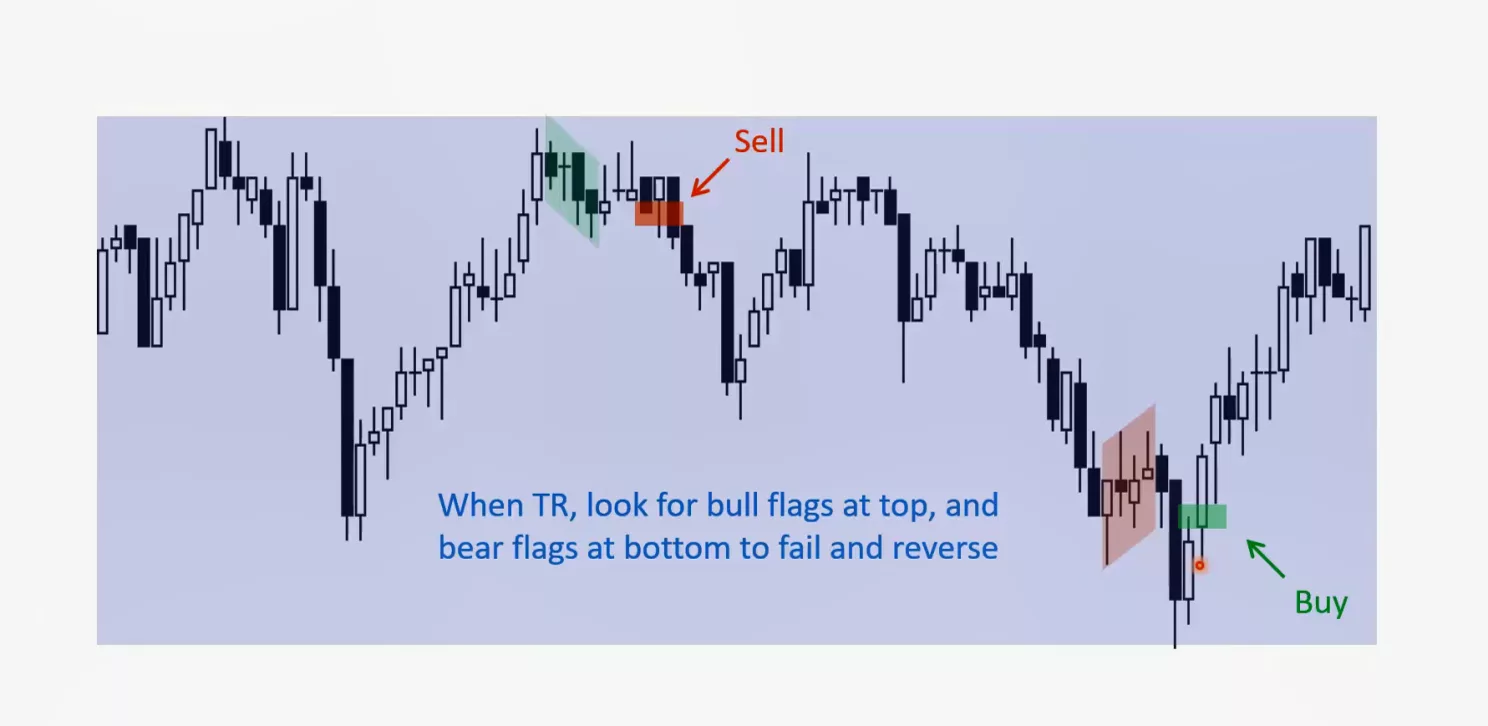 Sell
When TR, look for bull flags at top, and
bear flags at bottom to fail and reverse
Buy